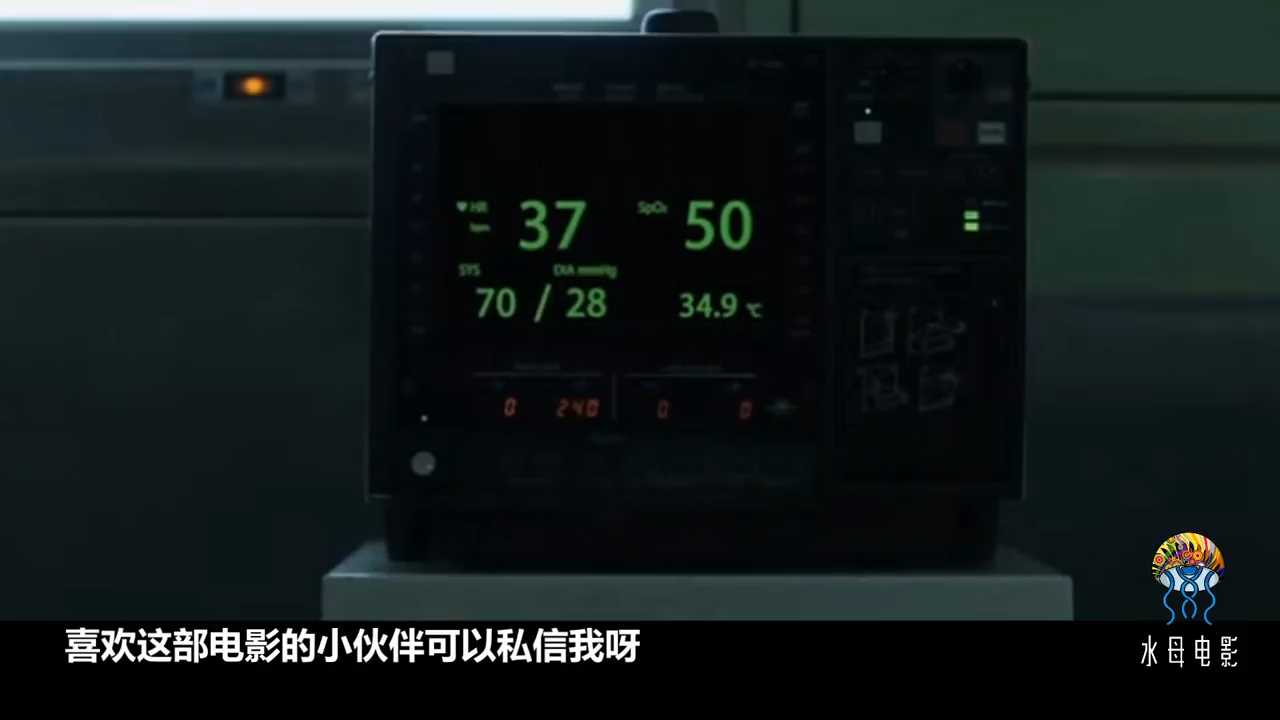 HR 37 SpO₂ 50
bpm
SYS DIA mmHg
70 / 28 34.9 ℃
0 240 0 0
喜欢这部电影的小伙伴可以私信我呀
水母电影